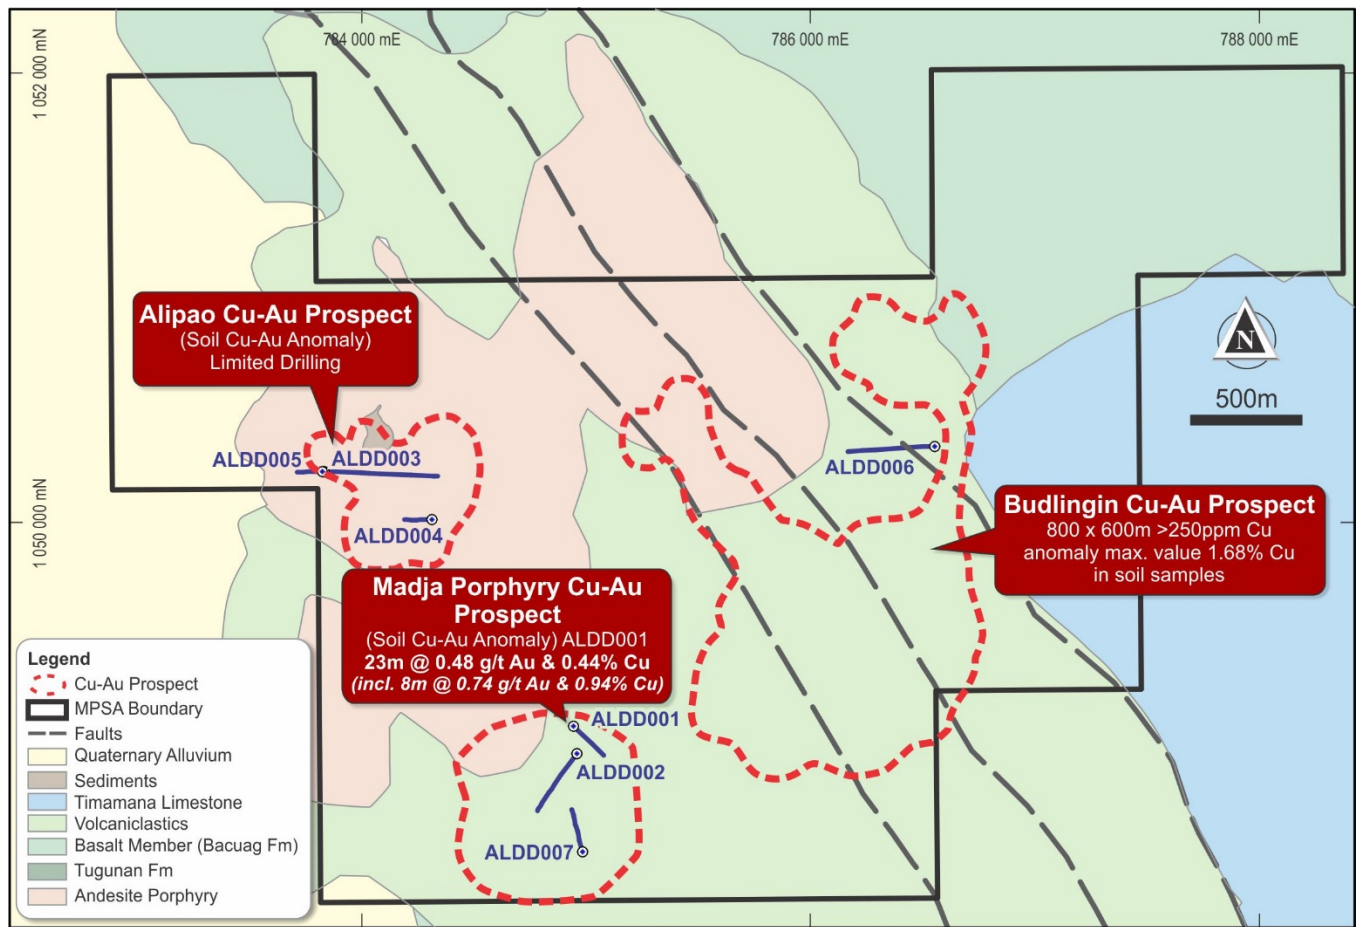 784 000 mE
786 000 mE
788 000 mE
1 052 000 mN
1 050 000 mN
N
500m
Alipao Cu-Au Prospect
(Soil Cu-Au Anomaly)
Limited Drilling
ALDD005
ALDD003
ALDD004
ALDD006
Budlingin Cu-Au Prospect
800 x 600m >250ppm Cu
anomaly max. value 1.68% Cu
in soil samples
Madja Porphyry Cu-Au
Prospect
(Soil Cu-Au Anomaly) ALDD001
23m @ 0.48 g/t Au & 0.44% Cu
(incl. 8m @ 0.74 g/t Au & 0.94% Cu)
ALDD001
ALDD002
ALDD007
Legend
Cu-Au Prospect
MPSA Boundary
Faults
Quaternary Alluvium
Sediments
Timamana Limestone
Volcaniclastics
Basalt Member (Bacuag Fm)
Tugunan Fm
Andesite Porphyry